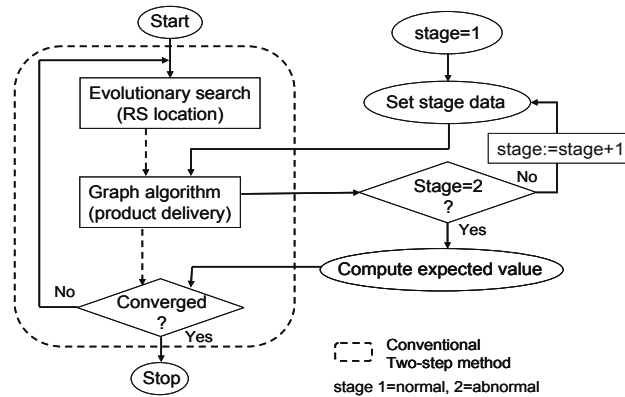 Start
stage=1
Evolutionary search
(RS location)
Set stage data
stage:=stage+1
Graph algorithm
(product delivery)
Stage=2
?
No
Yes
Compute expected value
No
Converged
?
Yes
Stop
Conventional
Two-step method
stage 1=normal, 2=abnormal